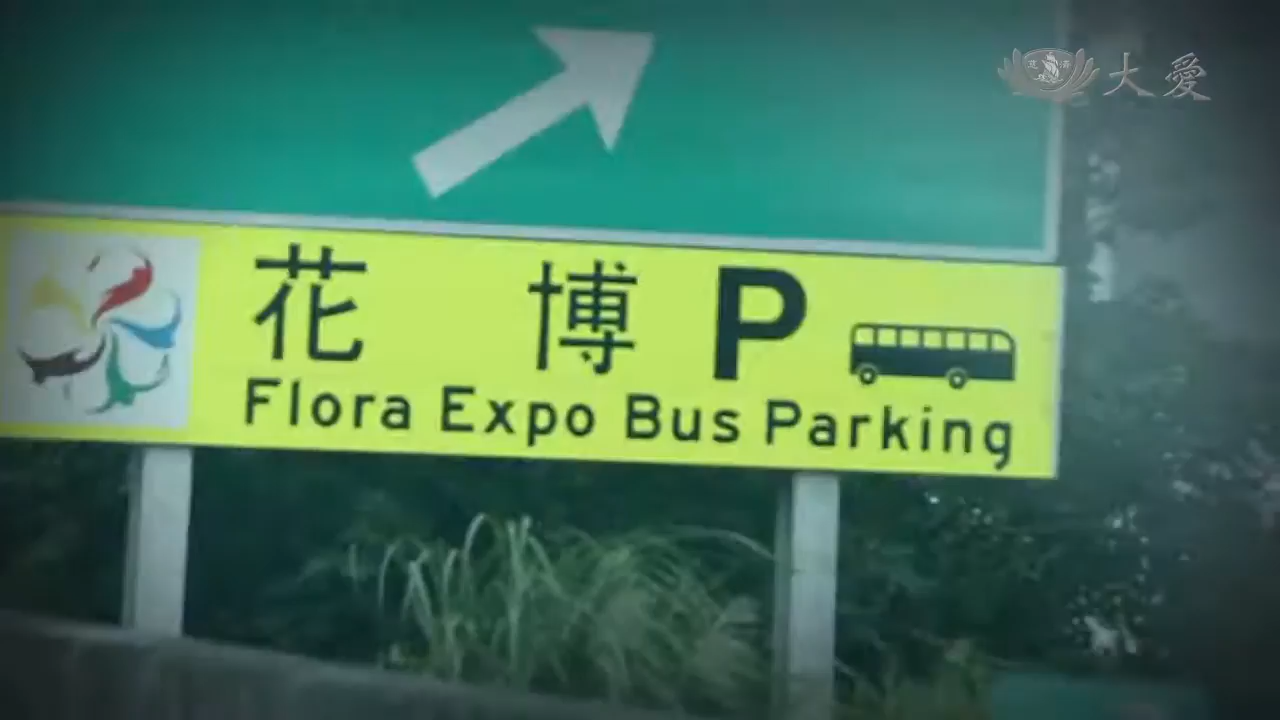 大愛
花 博 P
Flora Expo Bus Parking